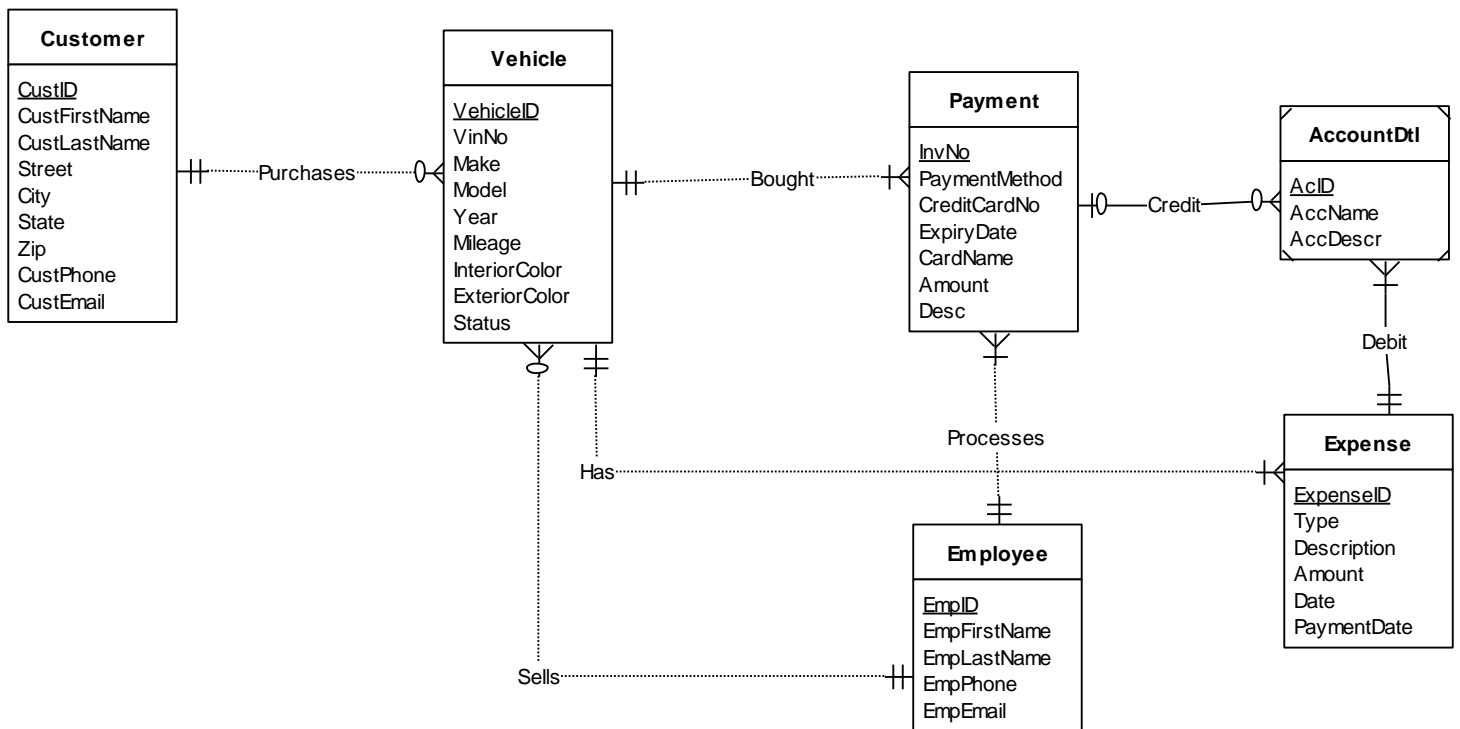 Customer
CustID
CustFirstName
CustLastName
Street
City
State
Zip
CustPhone
CustEmail
Purchases
Vehicle
VehicleID
VinNo
Make
Model
Year
Mileage
InteriorColor
ExteriorColor
Status
Bought
Payment
InvNo
PaymentMethod
CreditCardNo
ExpiryDate
CardName
Amount
Desc
Credit
AccountDtl
AcID
AccName
AccDescr
Debit
Processes
Has
Expense
ExpenseID
Type
Description
Amount
Date
PaymentDate
Employee
EmpID
EmpFirstName
EmpLastName
EmpPhone
EmpEmail
Sells